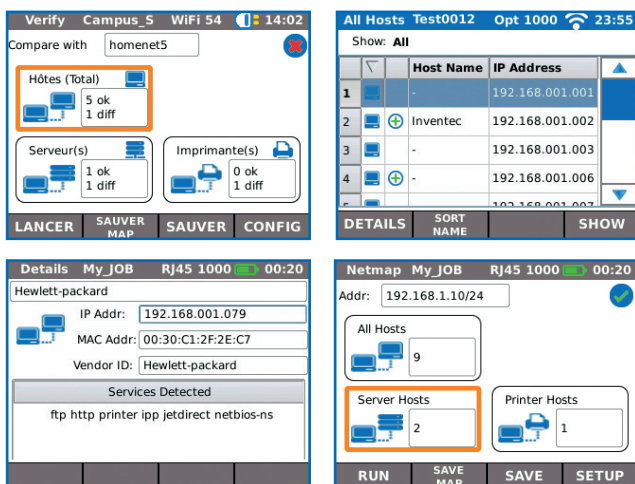 Verify Campus_S WiFi 54 14:02
Compare with homenet5
Hôtes (Total)
5 ok
1 diff
Serveur(s)
1 ok
1 diff
Imprimante(s)
0 ok
1 diff
LANCER SAUVER MAP SAUVER CONFIG
All Hosts Test0012 Opt 1000 23:55
Show: All
Host Name IP Address
1 - 192.168.001.001
2 Inventec 192.168.001.002
3 - 192.168.001.003
4 - 192.168.001.006
192.168.001.007
DETAILS SORT NAME SHOW
Details My_JOB RJ45 1000 00:20
Hewlett-packard
IP Addr: 192.168.001.079
MAC Addr: 00:30:C1:2F:2E:C7
Vendor ID: Hewlett-packard
Services Detected
ftp http printer ipp jetdirect netbios-ns
Netmap My_JOB RJ45 1000 00:20
Addr: 192.168.1.10/24
All Hosts
9
Server Hosts
2
Printer Hosts
1
RUN SAVE MAP SAVE SETUP